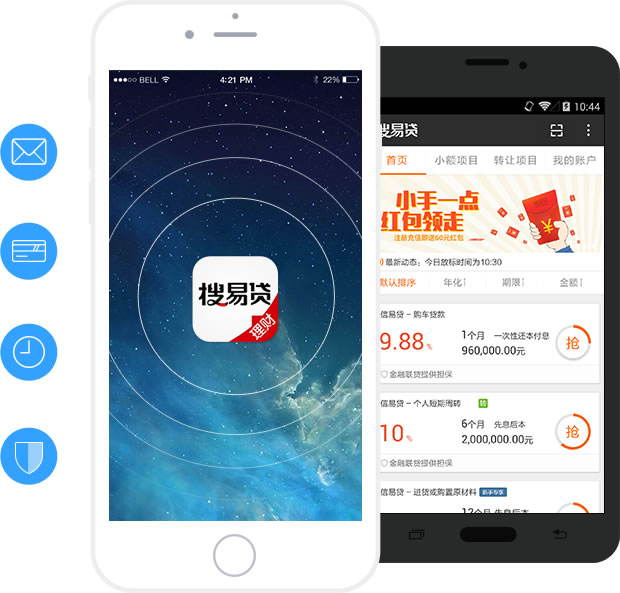 BELL
4:21 PM
22%
搜易贷
理财
10:44
搜易贷
首页
小额项目
转让项目
我的账户
小手一点
红包领走
注册充值即送60元红包
¥
最新动态：今日放标时间为10:30
默认排序
年化
期限
金额
信易贷 – 购车贷款
9.88%
1个月 一次性还本付息
960,000.00元
抢
金融联贷提供担保
信易贷 – 个人短期周转
转
10%
6个月 先息后本
2,000,000.00元
抢
金融联贷提供担保
信易贷 – 进货或购置原材料
新手专享
12个月 先息后本